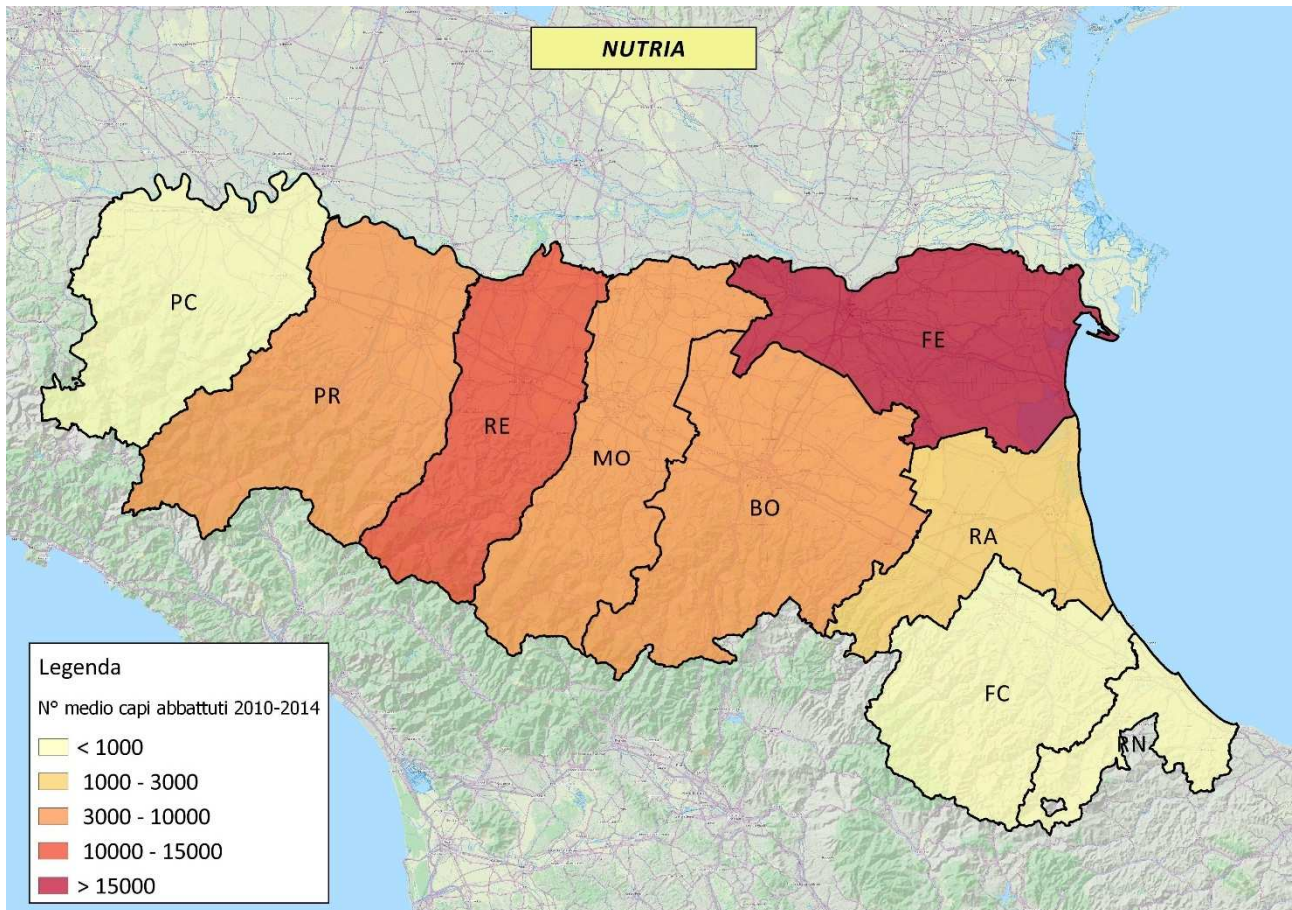 NUTRIA
PC
PR
RE
MO
BO
FE
RA
FC
RN
Legenda
N° medio capi abbattuti 2010-2014
< 1000
1000 - 3000
3000 - 10000
10000 - 15000
> 15000